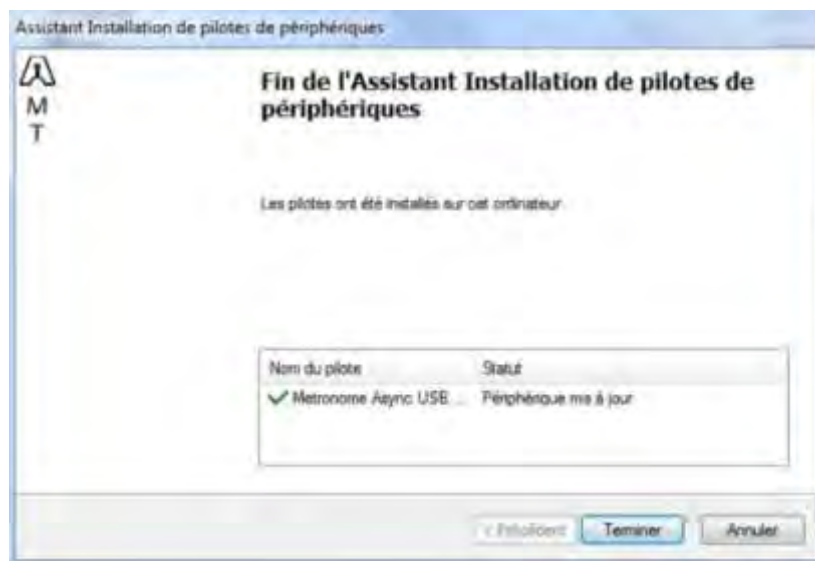 Assistant Installation de pilotes de périphériques
M
T
Fin de l'Assistant Installation de pilotes de
périphériques
Les pilotes ont été installés sur cet ordinateur.
Nom du pilote Statut
Metronome Async USB ... Périphérique mis à jour
< Précédent Terminer Annuler